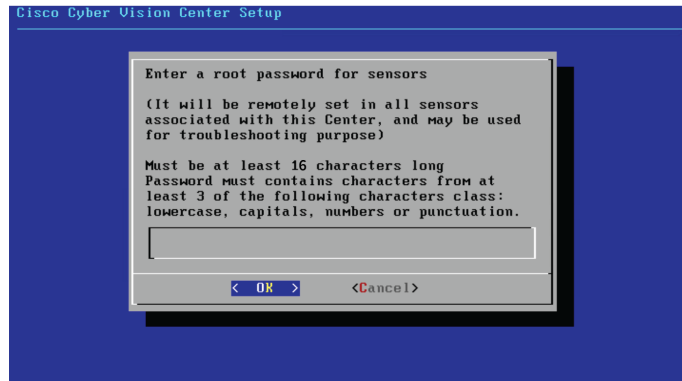 Cisco Cyber Vision Center Setup
Enter a root password for sensors
(It will be remotely set in all sensors
associated with this Center, and may be used
for troubleshooting purpose)
Must be at least 16 characters long
Password must contains characters from at
least 3 of the following characters class:
lowercase, capitals, numbers or punctuation.
< OK > <Cancel>